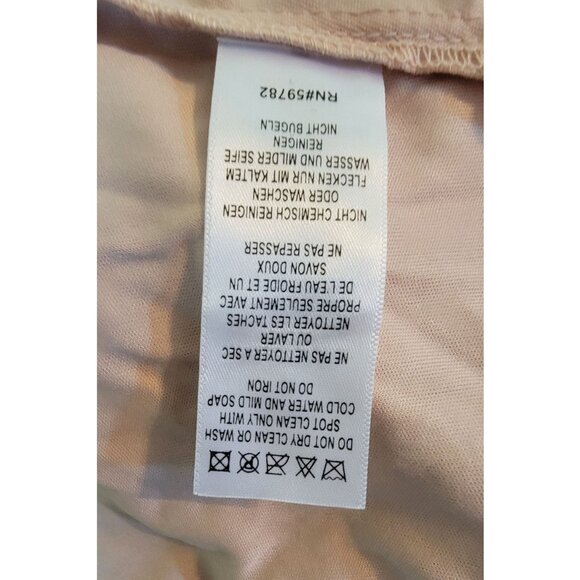 DO NOT DRY CLEAN OR WASH
SPOT CLEAN ONLY WITH
COLD WATER AND MILD SOAP
DO NOT IRON
NE PAS NETTOYER A SEC
OU LAVER
NETTOYER LES TACHES
PROPRE SEULEMENT AVEC
DE L'EAU FROIDE ET UN
SAVON DOUX
NE PAS REPASSER
NICHT CHEMISCH REINIGEN
ODER WASCHEN
FLECKEN NUR MIT KALTEM
WASSER UND MILDER SEIFE
REINIGEN
NICHT BUGELN
RN#59782